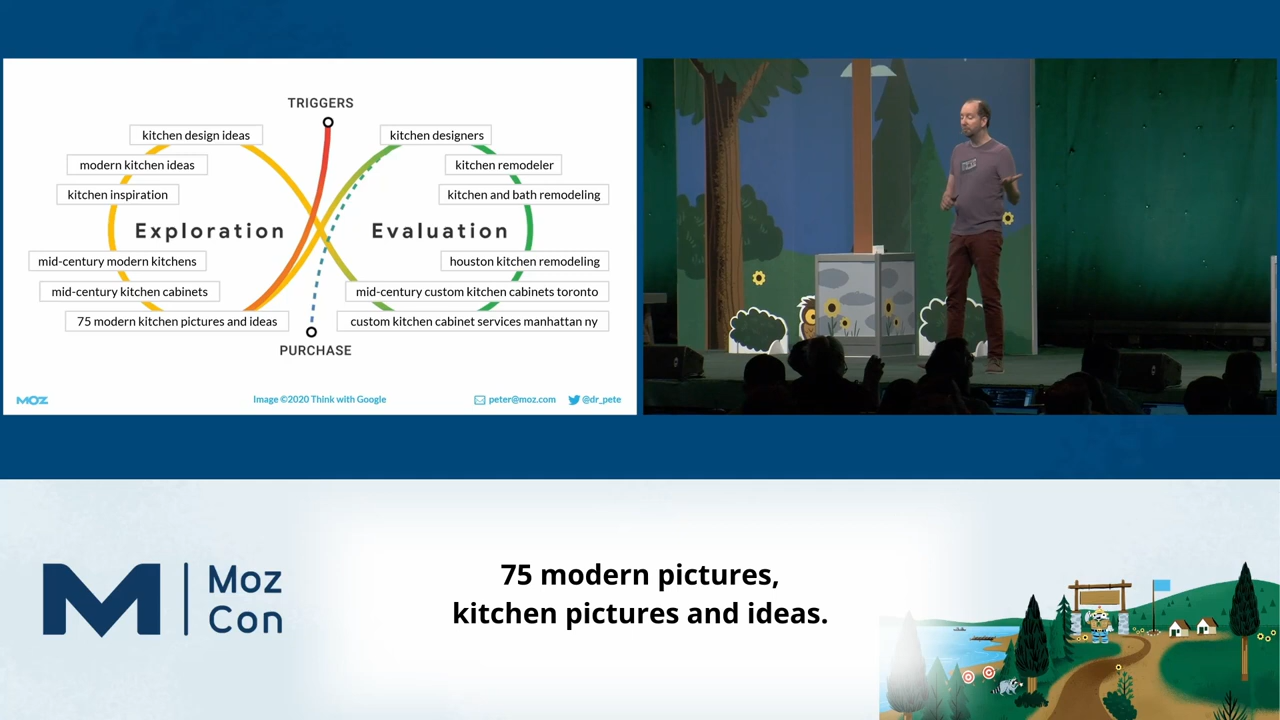 TRIGGERS
kitchen design ideas
modern kitchen ideas
kitchen inspiration
Exploration
mid-century modern kitchens
mid-century kitchen cabinets
75 modern kitchen pictures and ideas
kitchen designers
kitchen remodeler
kitchen and bath remodeling
Evaluation
houston kitchen remodeling
mid-century custom kitchen cabinets toronto
custom kitchen cabinet services manhattan ny
PURCHASE
MOZ
Image ©2020 Think with Google
peter@moz.com
@dr_pete
M
Moz
Con
75 modern pictures,
kitchen pictures and ideas.